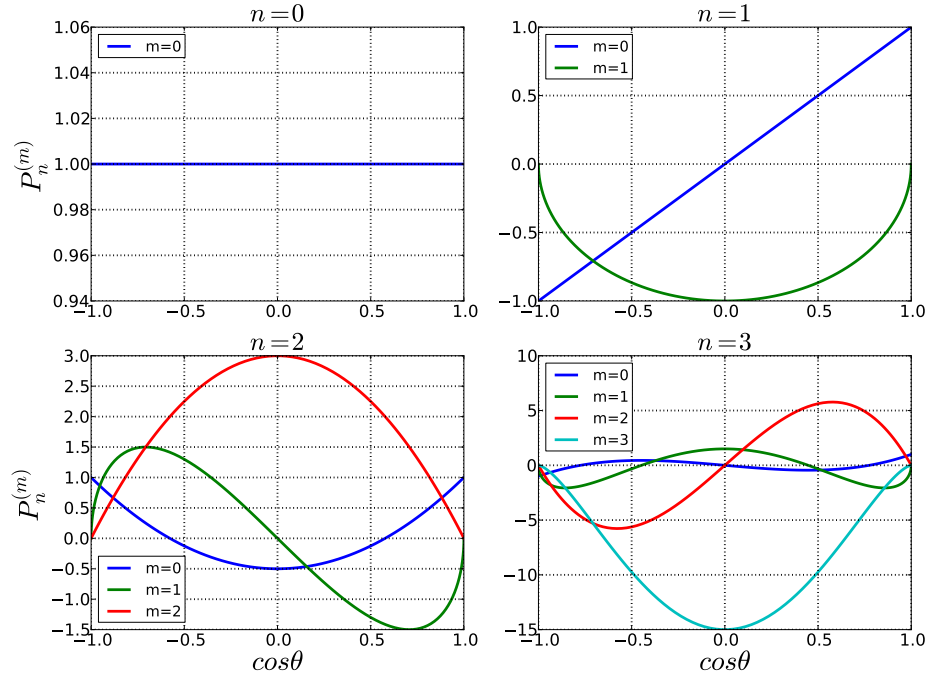 n=0
1.06
1.04
1.02
1.00
0.98
0.96
0.94
m=0
P_n^(m)
−1.0 −0.5 0.0 0.5 1.0
n=1
1.0
0.5
0.0
−0.5
−1.0
m=0
m=1
−1.0 −0.5 0.0 0.5 1.0
n=2
3.0
2.5
2.0
1.5
1.0
0.5
0.0
−0.5
−1.0
−1.5
m=0
m=1
m=2
P_n^(m)
−1.0 −0.5 0.0 0.5 1.0
cosθ
n=3
10
5
0
−5
−10
−15
m=0
m=1
m=2
m=3
−1.0 −0.5 0.0 0.5 1.0
cosθ